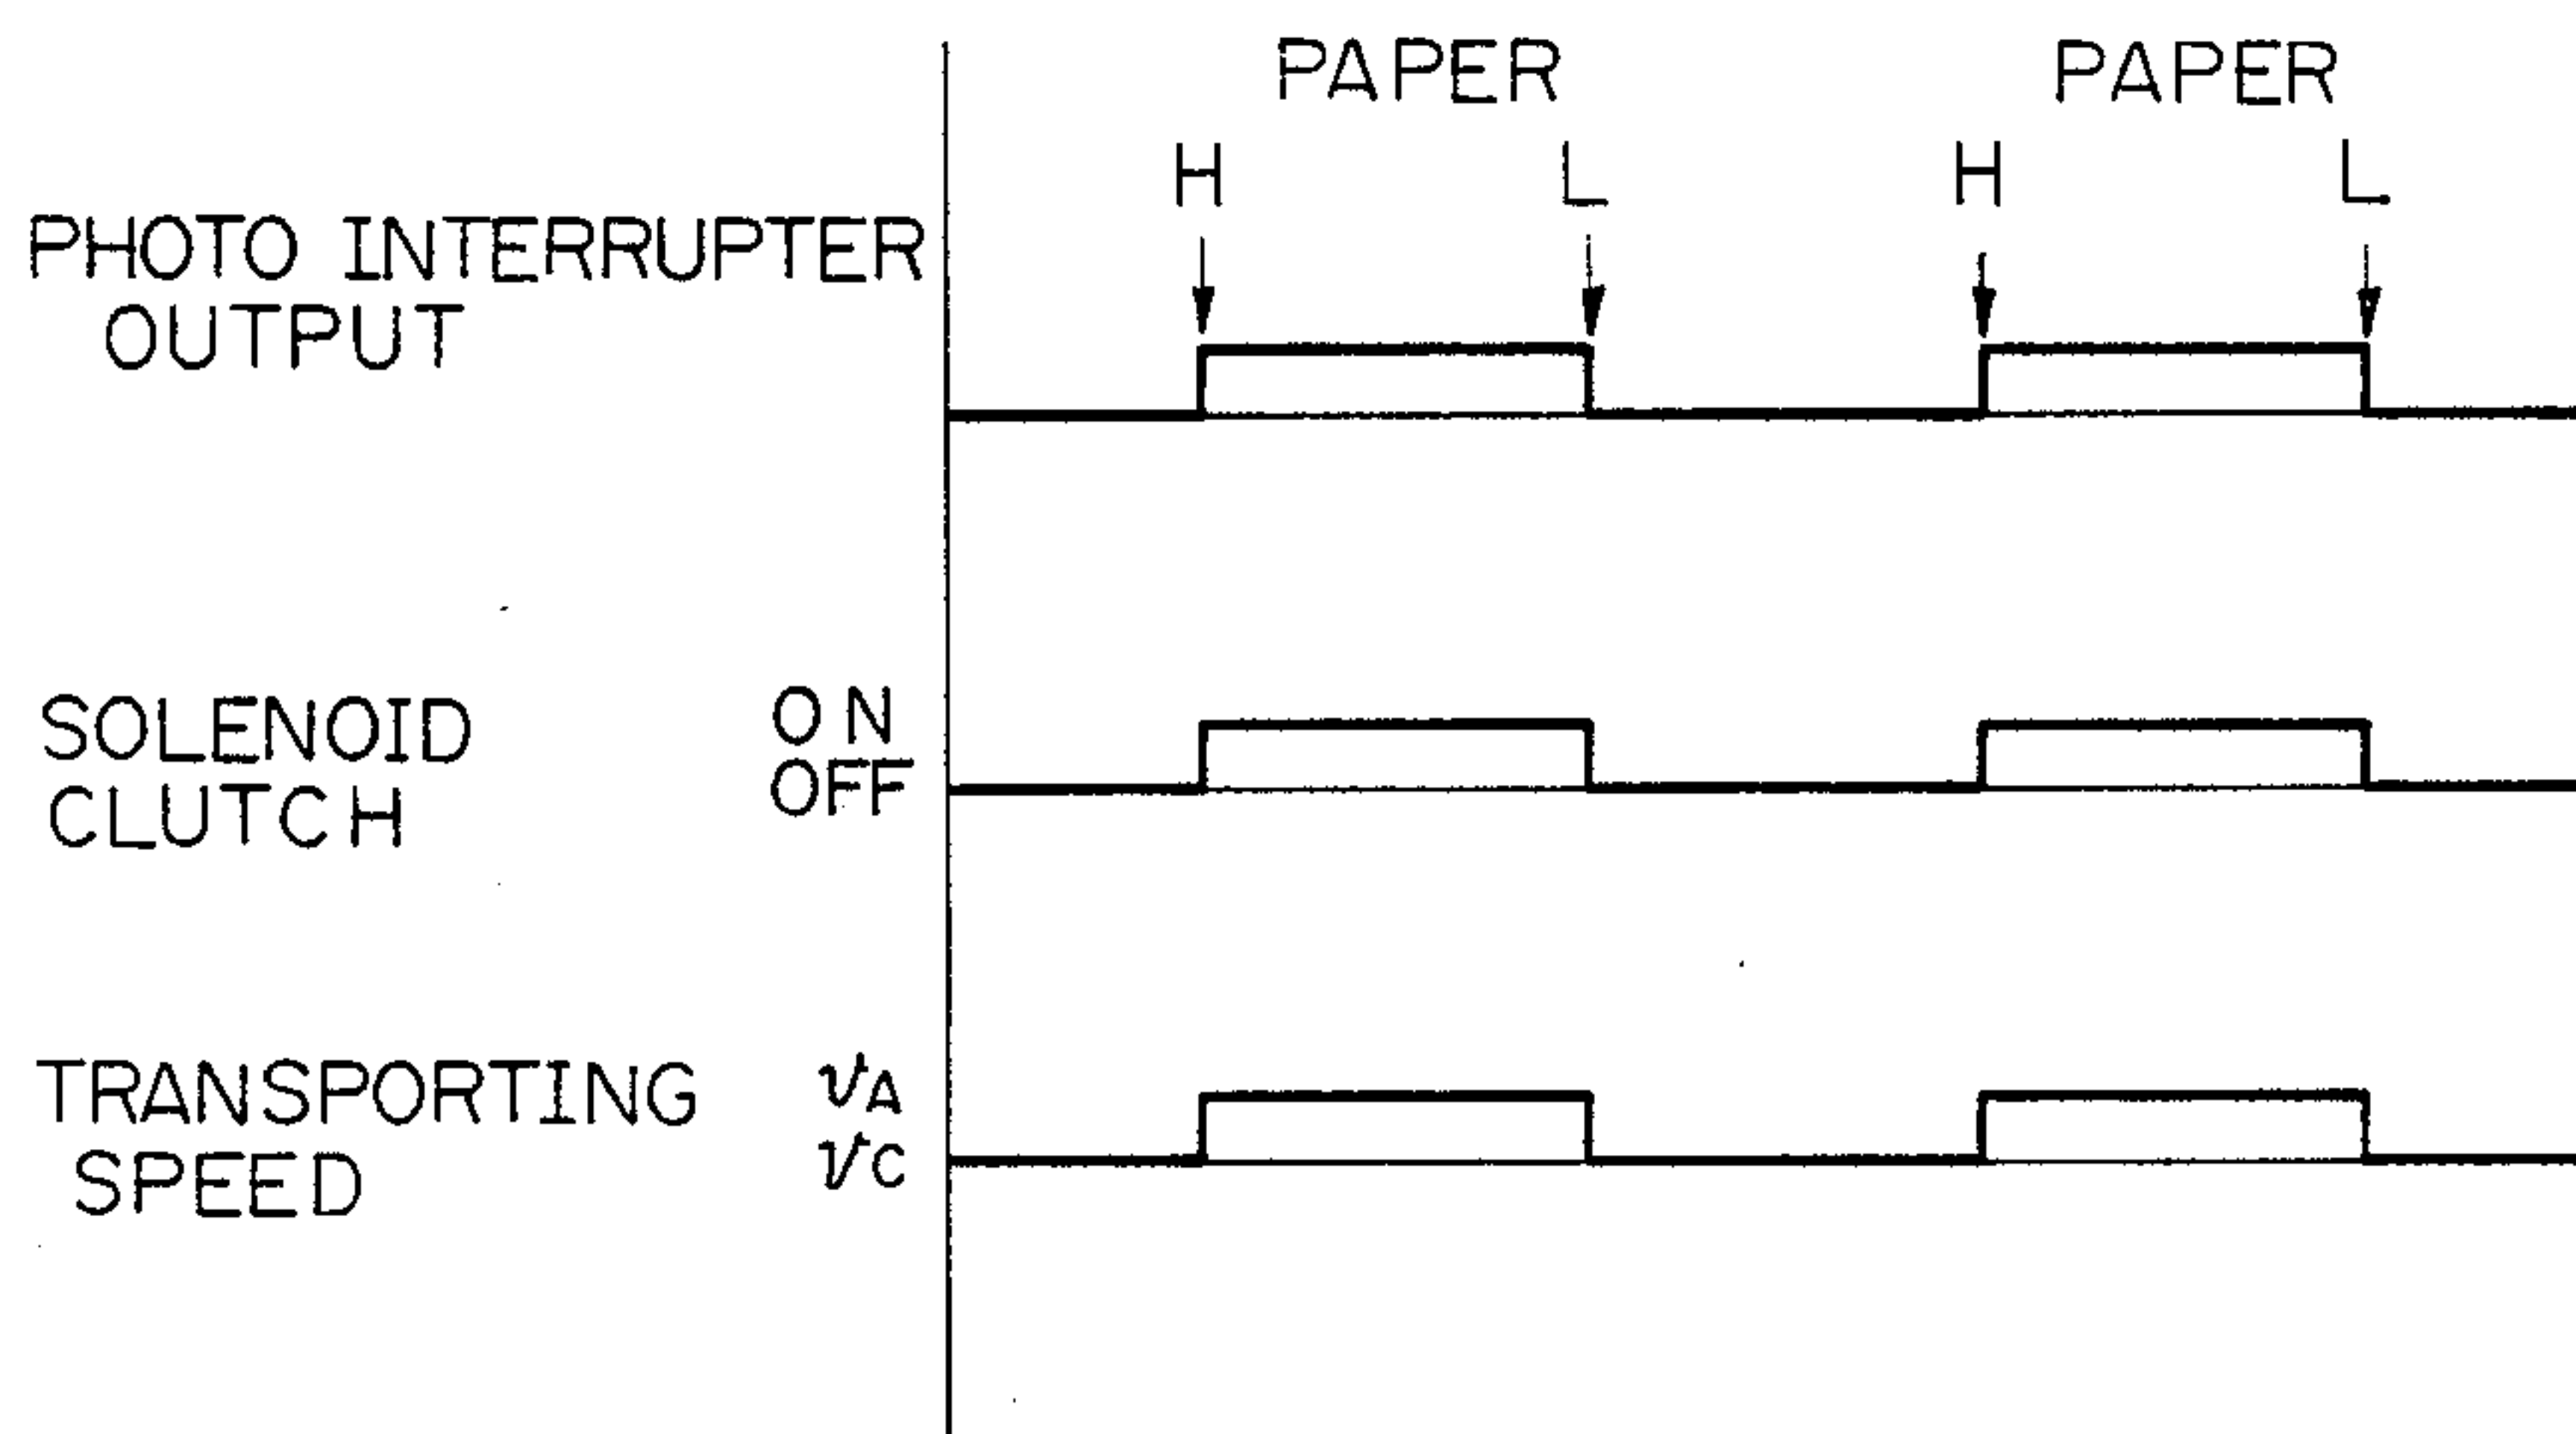 PAPER PAPER
H L H L
PHOTO INTERRUPTER
OUTPUT
SOLENOID ON
CLUTCH OFF
TRANSPORTING vA
SPEED vC